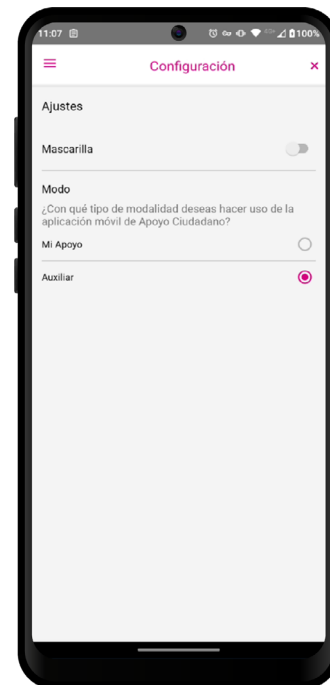 11:07 100%
Configuración ×
Ajustes
Mascarilla
Modo
¿Con qué tipo de modalidad deseas hacer uso de la
aplicación móvil de Apoyo Ciudadano?
Mi Apoyo
Auxiliar